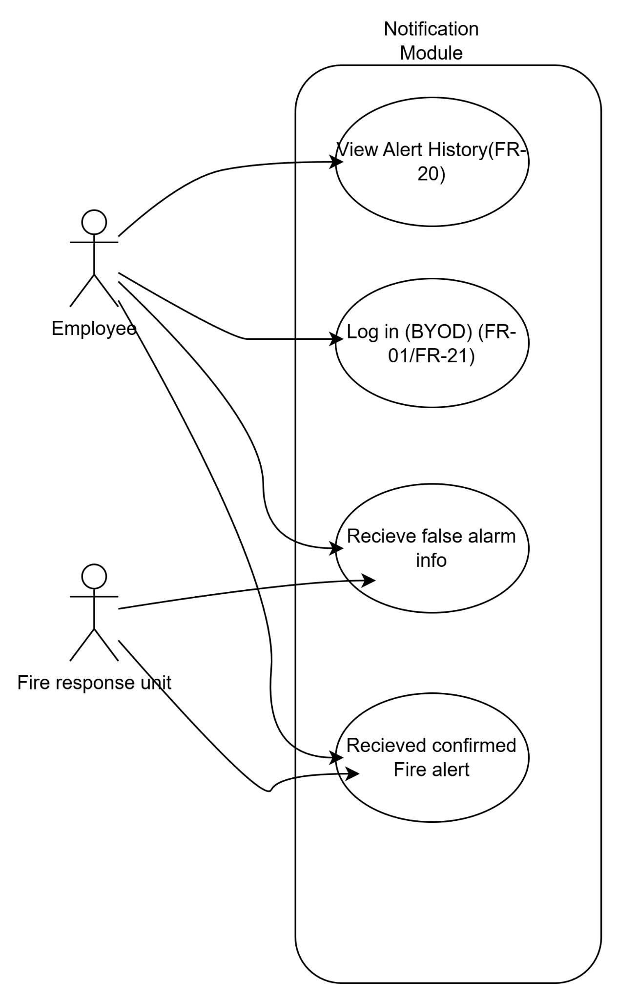 Notification
Module
View Alert History(FR-
20)
Employee
Log in (BYOD) (FR-
01/FR-21)
Recieve false alarm
info
Fire response unit
Recieved confirmed
Fire alert